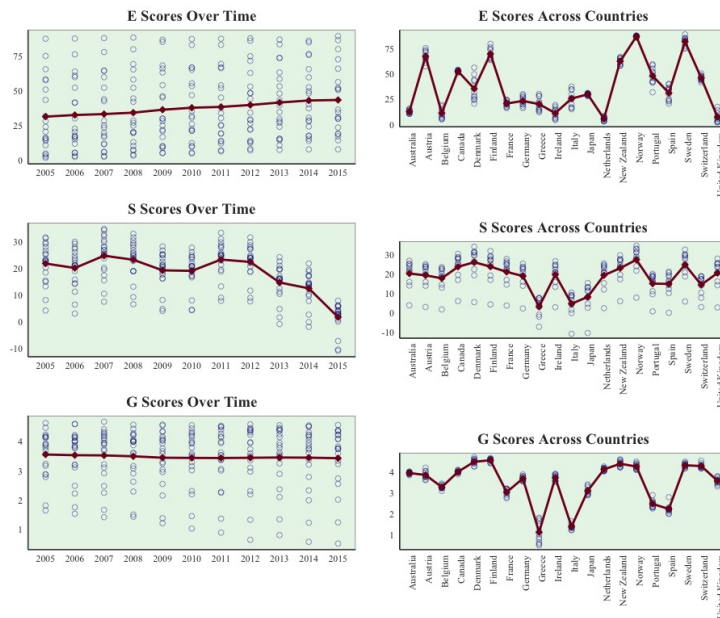 E Scores Over Time
75
50
25
0
2005 2006 2007 2008 2009 2010 2011 2012 2013 2014 2015
S Scores Over Time
30
20
10
0
-10
2005 2006 2007 2008 2009 2010 2011 2012 2013 2014 2015
G Scores Over Time
4
3
2
1
2005 2006 2007 2008 2009 2010 2011 2012 2013 2014 2015
E Scores Across Countries
75
50
25
0
Australia
Austria
Belgium
Canada
Denmark
Finland
France
Germany
Greece
Ireland
Italy
Japan
Netherlands
New Zealand
Norway
Portugal
Spain
Sweden
Switzerland
United Kingdom
S Scores Across Countries
30
20
10
0
-10
Australia
Austria
Belgium
Canada
Denmark
Finland
France
Germany
Greece
Ireland
Italy
Japan
Netherlands
New Zealand
Norway
Portugal
Spain
Sweden
Switzerland
United Kingdom
G Scores Across Countries
4
3
2
1
Australia
Austria
Belgium
Canada
Denmark
Finland
France
Germany
Greece
Ireland
Italy
Japan
Netherlands
New Zealand
Norway
Portugal
Spain
Sweden
Switzerland
United Kingdom